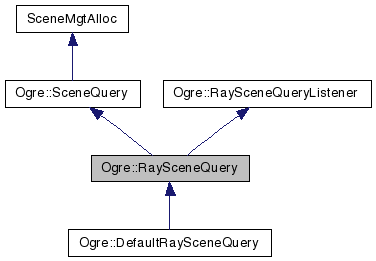 SceneMgtAlloc
Ogre::SceneQuery
Ogre::RaySceneQueryListener
Ogre::RaySceneQuery
Ogre::DefaultRaySceneQuery